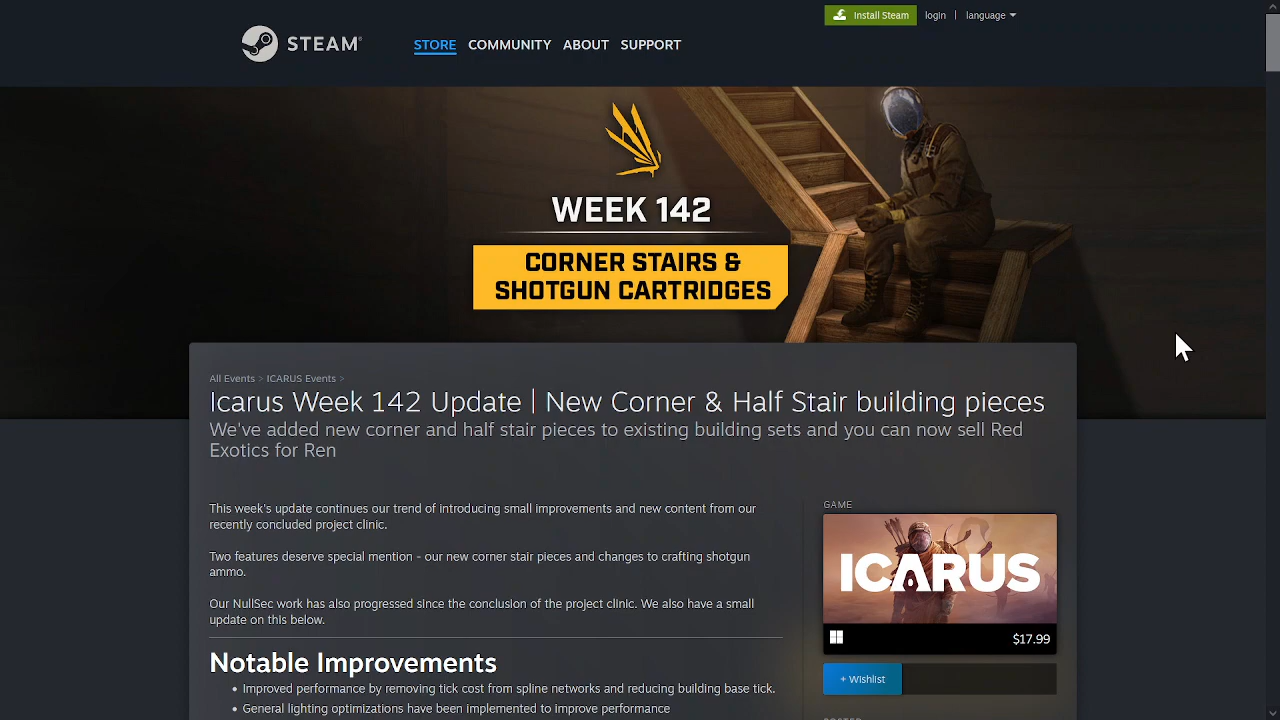 Install Steam
login | language
STEAM®
STORE COMMUNITY ABOUT SUPPORT
WEEK 142
CORNER STAIRS &
SHOTGUN CARTRIDGES
All Events > ICARUS Events >
Icarus Week 142 Update | New Corner & Half Stair building pieces
We've added new corner and half stair pieces to existing building sets and you can now sell Red
Exotics for Ren
This week's update continues our trend of introducing small improvements and new content from our
recently concluded project clinic.
Two features deserve special mention - our new corner stair pieces and changes to crafting shotgun
ammo.
Our NullSec work has also progressed since the conclusion of the project clinic. We also have a small
update on this below.
Notable Improvements
• Improved performance by removing tick cost from spline networks and reducing building base tick.
• General lighting optimizations have been implemented to improve performance
GAME
ICARUS
$17.99
+ Wishlist